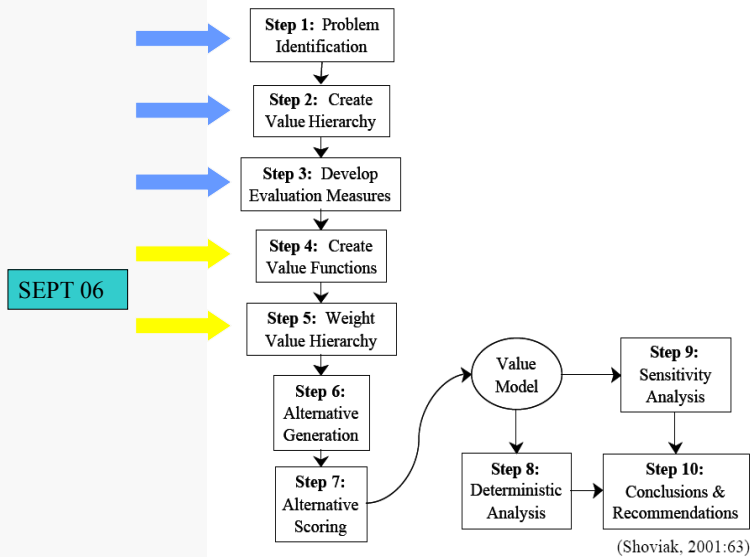 Step 1: Problem
Identification
Step 2: Create
Value Hierarchy
Step 3: Develop
Evaluation Measures
Step 4: Create
Value Functions
SEPT 06
Step 5: Weight
Value Hierarchy
Step 6:
Alternative
Generation
Step 7:
Alternative
Scoring
Value
Model
Step 8:
Deterministic
Analysis
Step 9:
Sensitivity
Analysis
Step 10:
Conclusions &
Recommendations
(Shoviak, 2001:63)